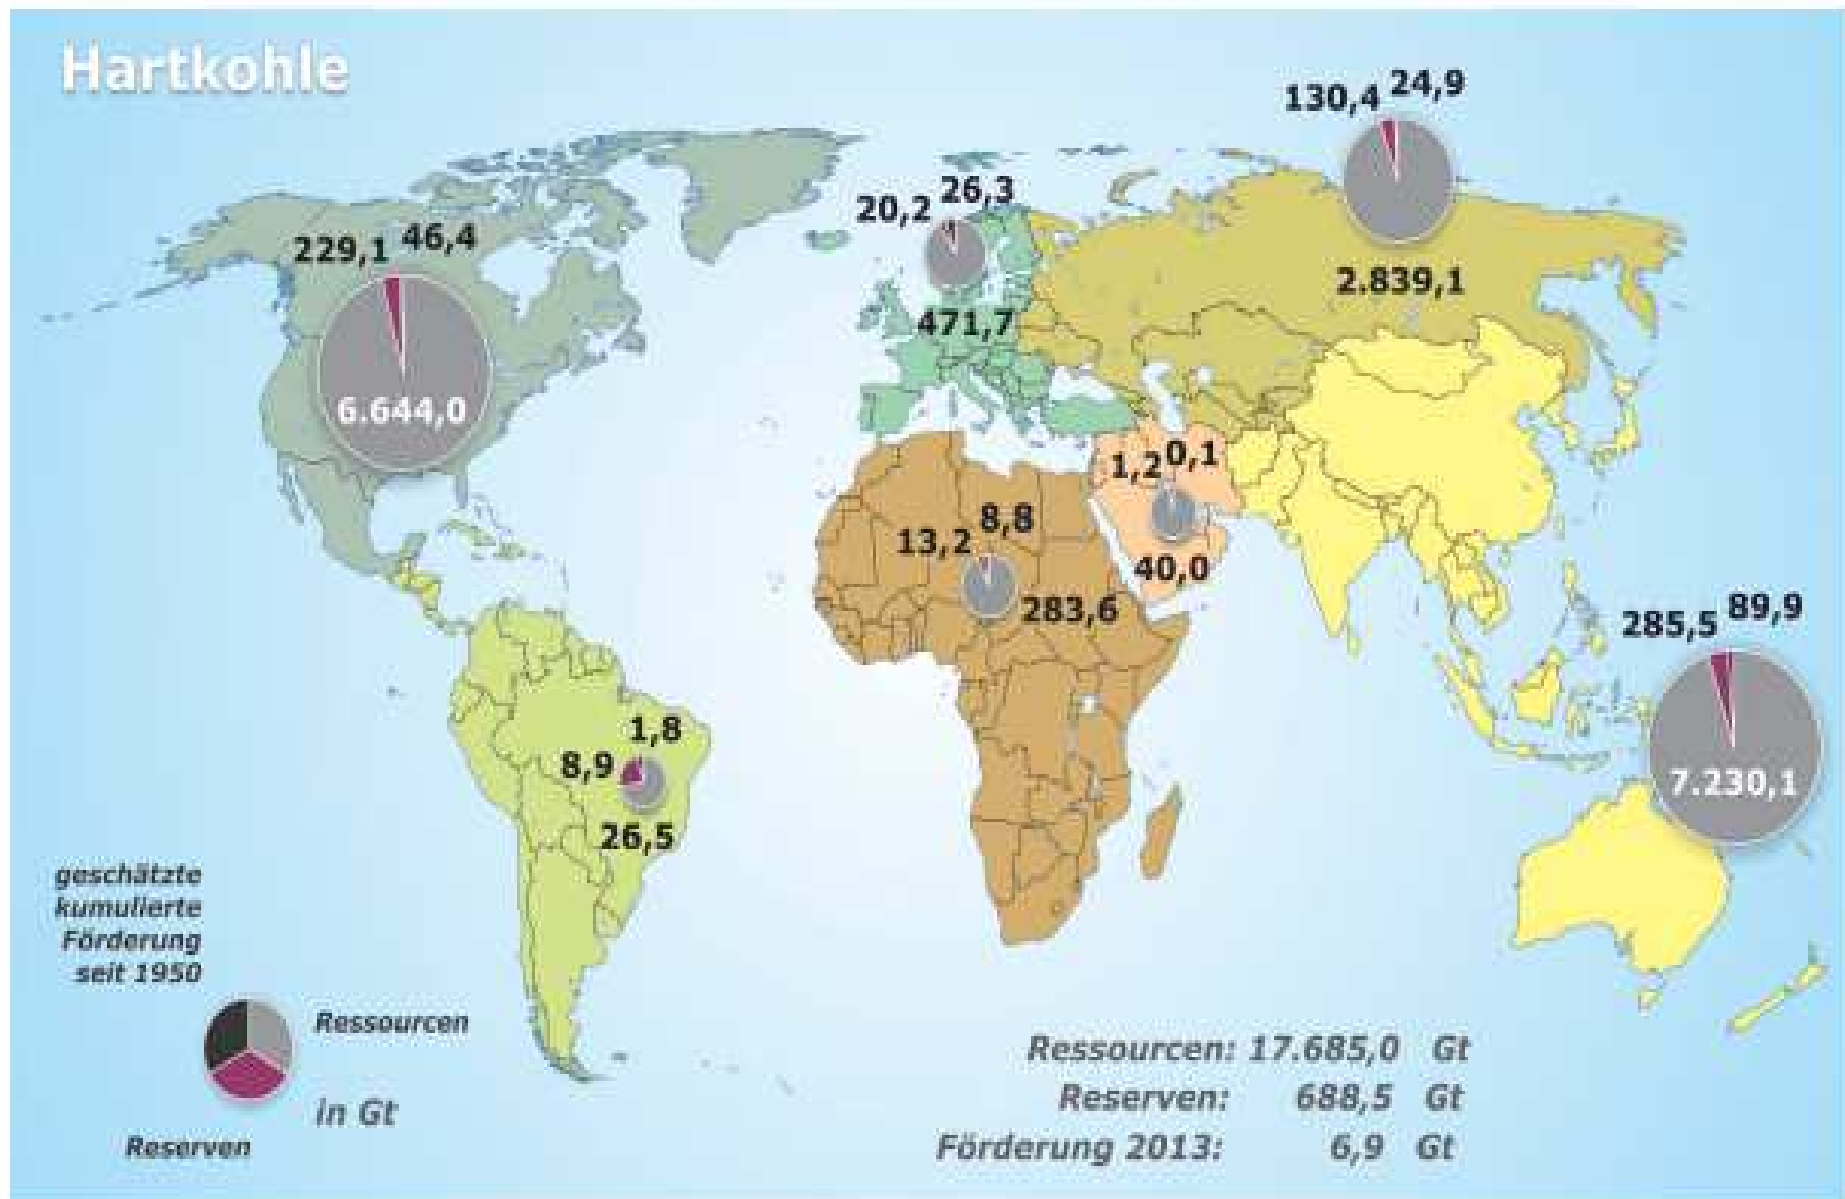 Hartkohle
130,4 24,9
20,2 26,3
229,1 46,4
2.839,1
471,7
6.644,0
1,2 0,1
13,2 8,8
40,0
283,6
285,5 89,9
1,8
8,9
7.230,1
26,5
geschätzte
kumulierte
Förderung
seit 1950
Ressourcen
in Gt
Reserven
Ressourcen: 17.685,0 Gt
Reserven: 688,5 Gt
Förderung 2013: 6,9 Gt